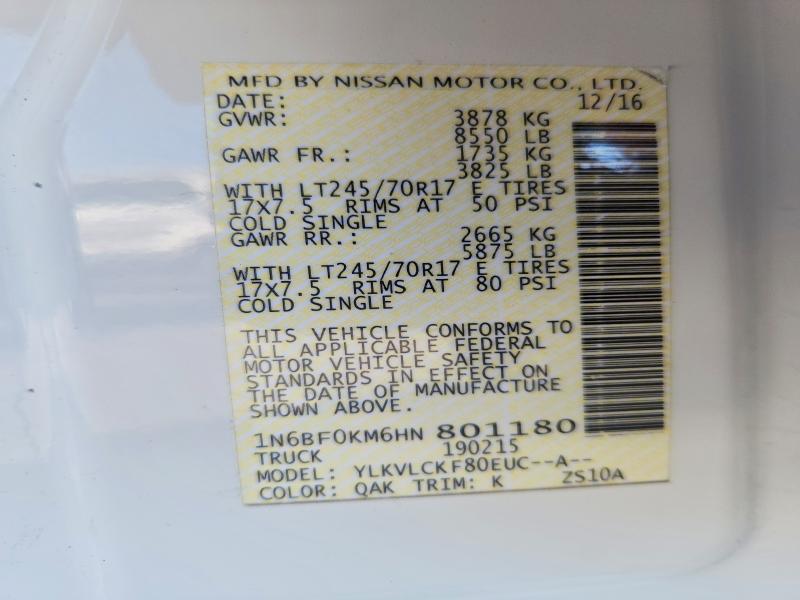 MFD BY NISSAN MOTOR CO., LTD.
DATE: 12/16
GVWR: 3878 KG
8550 LB
GAWR FR.: 1735 KG
3825 LB
WITH LT245/70R17 E TIRES
17X7.5 RIMS AT 50 PSI
COLD SINGLE
GAWR RR.: 2665 KG
5875 LB
WITH LT245/70R17 E TIRES
17X7.5 RIMS AT 80 PSI
COLD SINGLE
THIS VEHICLE CONFORMS TO
ALL APPLICABLE FEDERAL
MOTOR VEHICLE SAFETY
STANDARDS IN EFFECT ON
THE DATE OF MANUFACTURE
SHOWN ABOVE.
1N6BF0KM6HN 801180
TRUCK 190215
MODEL: YLKVLCKF80EUC--A--
COLOR: QAK TRIM: K ZS10A